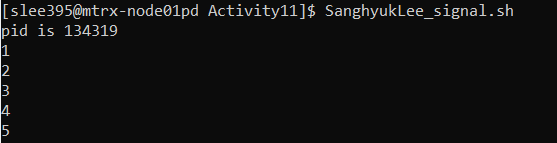 [slee395@mtrx-node01pd Activity11]$ SanghyukLee_signal.sh
pid is 134319
1
2
3
4
5